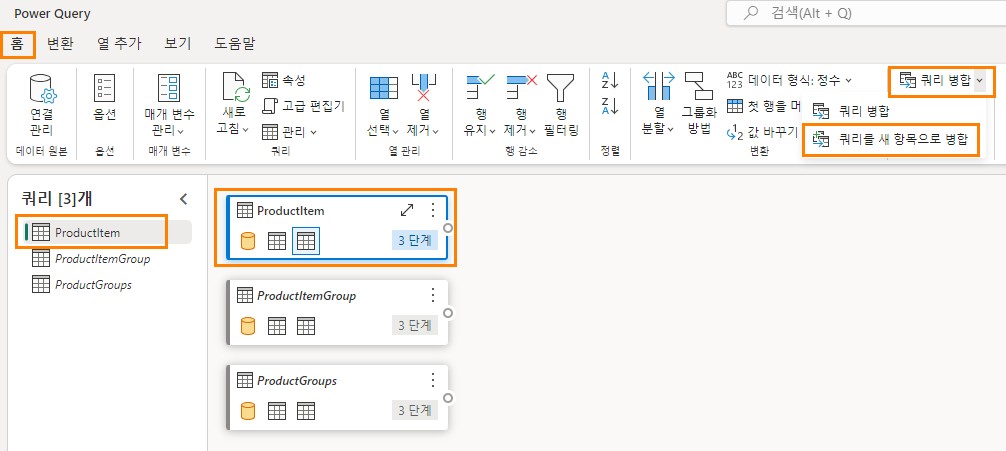 Power Query
검색(Alt + Q)
홈 변환 열 추가 보기 도움말
연결 관리
옵션
매개 변수 관리
새로 고침
속성
고급 편집기
관리
열 선택
열 제거
행 유지
행 제거
행 필터링
열 분할
그룹화 방법
데이터 형식: 정수
첫 행을 머
값 바꾸기
쿼리 병합
쿼리 병합
쿼리를 새 항목으로 병합
데이터 원본 옵션 매개 변수 쿼리 열 관리 행 감소 정렬 변환
쿼리 [3]개
ProductItem
ProductItemGroup
ProductGroups
ProductItem
3 단계
ProductItemGroup
3 단계
ProductGroups
3 단계